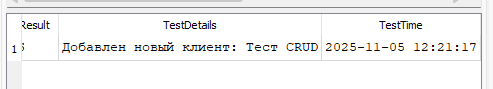 Result TestDetails TestTime
1 Добавлен новый клиент: Тест CRUD 2025-11-05 12:21:17